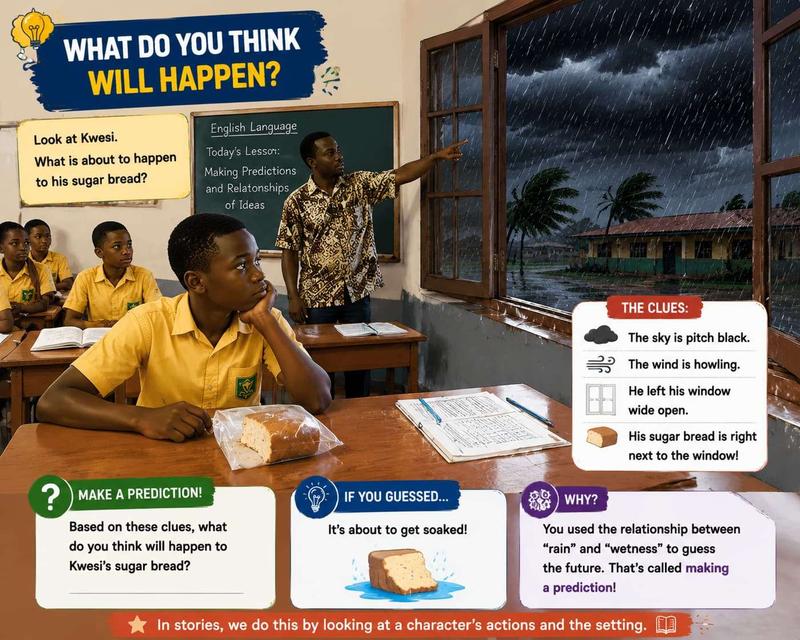 WHAT DO YOU THINK
WILL HAPPEN?
Look at Kwesi.
What is about to happen
to his sugar bread?
English Language
Today's Lesson:
Making Predictions
and Relationships
of Ideas
THE CLUES:
The sky is pitch black.
The wind is howling.
He left his window
wide open.
His sugar bread is right
next to the window!
? MAKE A PREDICTION!
Based on these clues, what
do you think will happen to
Kwesi's sugar bread?
IF YOU GUESSED...
It's about to get soaked!
WHY?
You used the relationship between
“rain” and “wetness” to guess
the future. That's called making
a prediction!
In stories, we do this by looking at a character's actions and the setting.